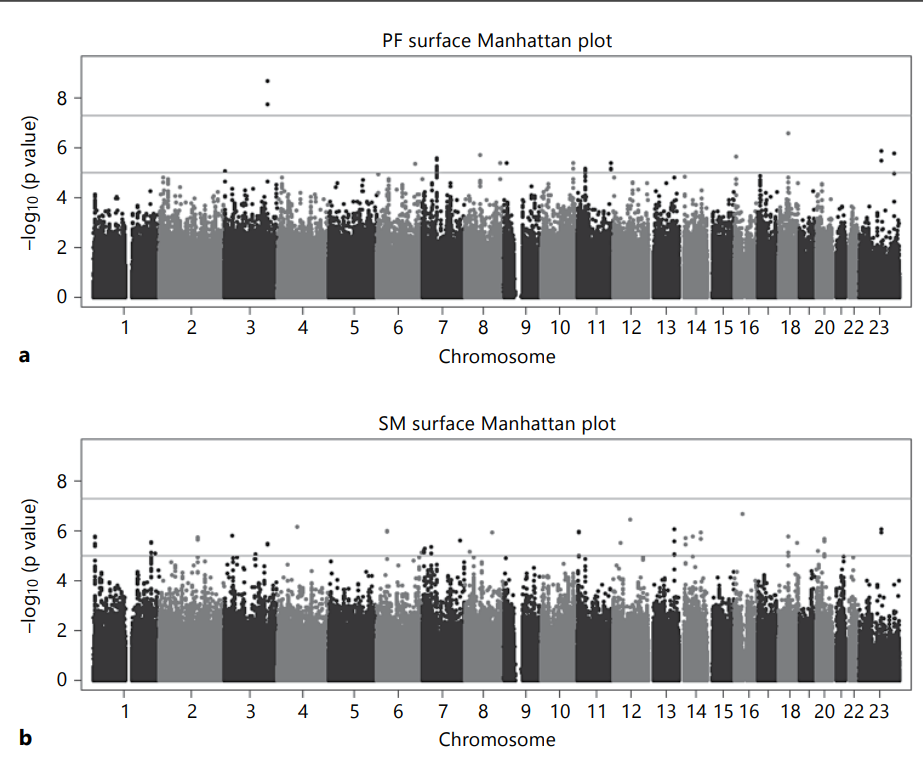 PF surface Manhattan plot
8
6
4
2
0
–log10 (p value)
1 2 3 4 5 6 7 8 9 10 11 12 13 14 15 16 18 20 22 23
Chromosome
a
SM surface Manhattan plot
8
6
4
2
0
–log10 (p value)
1 2 3 4 5 6 7 8 9 10 11 12 13 14 15 16 18 20 22 23
Chromosome
b